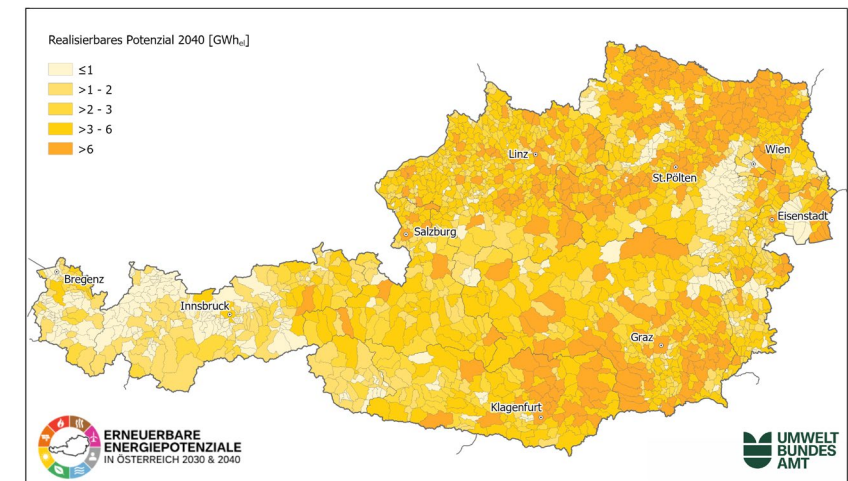 Realisierbares Potenzial 2040 [GWhel]
≤1
>1 - 2
>2 - 3
>3 - 6
>6
Linz
Wien
St.Pölten
Eisenstadt
Salzburg
Bregenz
Innsbruck
Graz
Klagenfurt
ERNEUERBARE
ENERGIEPOTENZIALE
IN ÖSTERREICH 2030 & 2040
UMWELT
BUNDES
AMT